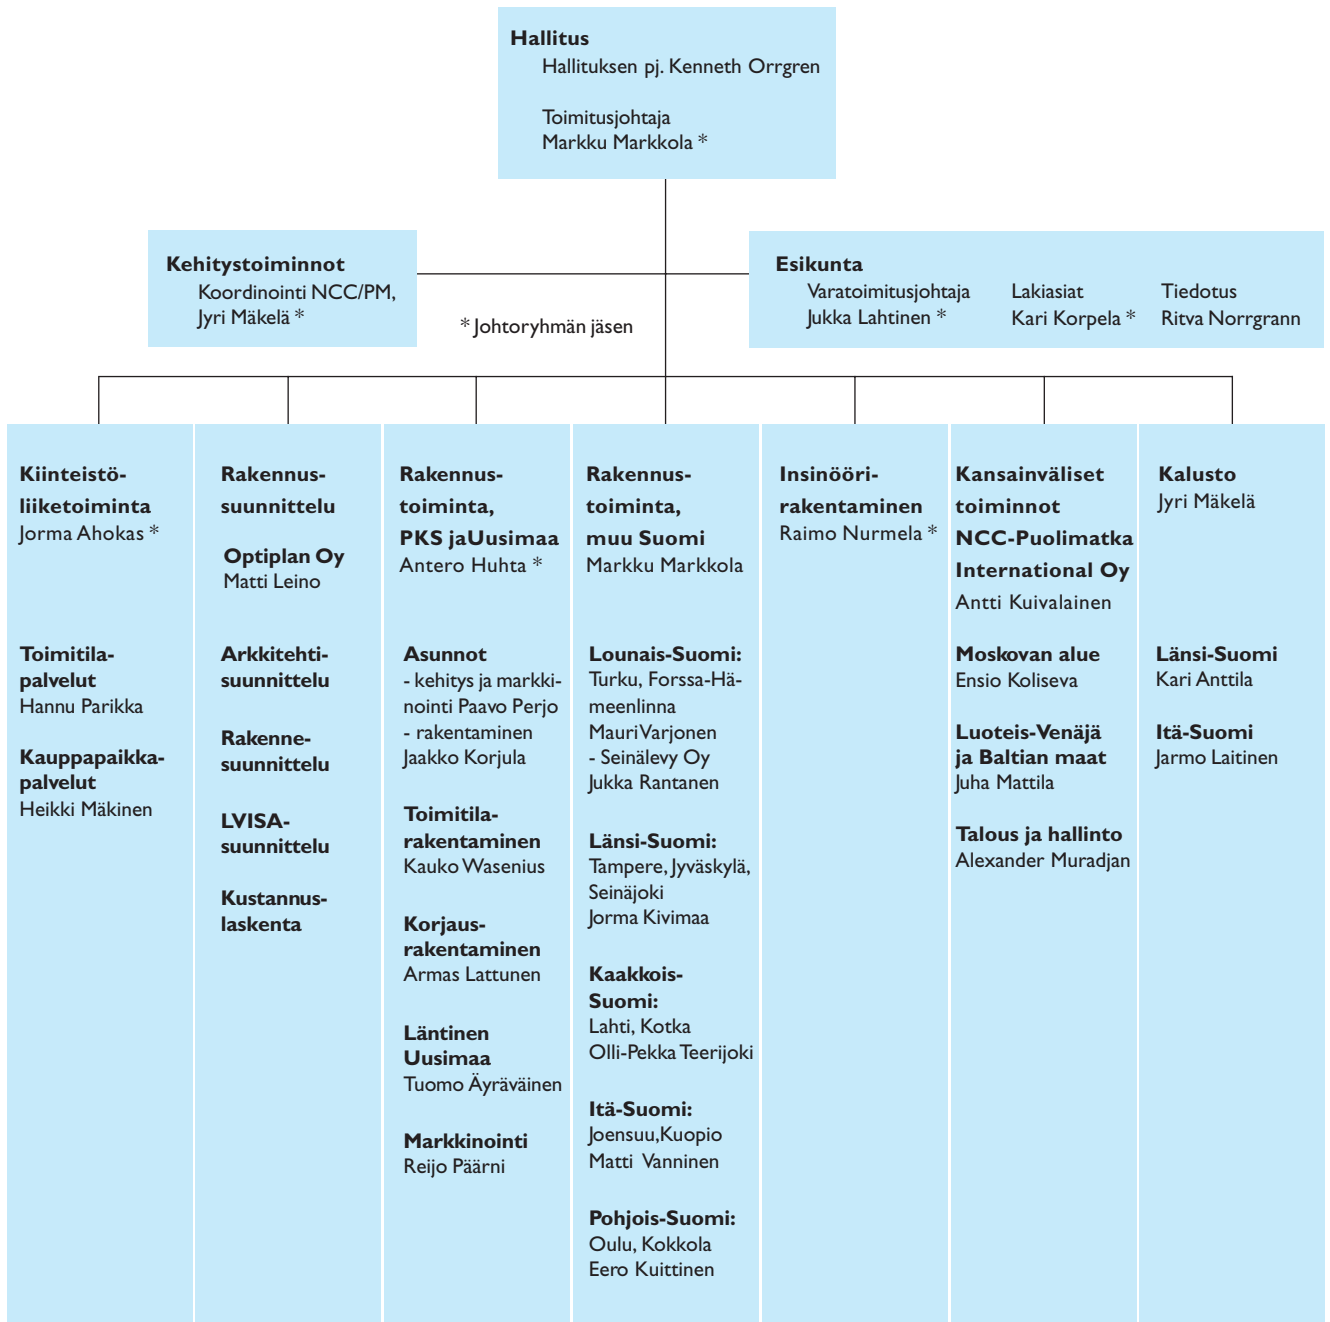 Hallitus
Hallituksen pj. Kenneth Orrgren
Toimitusjohtaja
Markku Markkola *
Kehitystoiminnot
Koordinointi NCC/PM,
Jyri Mäkelä *
* Johtoryhmän jäsen
Esikunta
Varatoimitusjohtaja
Jukka Lahtinen *
Lakiasiat
Kari Korpela *
Tiedotus
Ritva Norrgrann
Kiinteistö-
liiketoiminta
Jorma Ahokas *
Toimitila-
palvelut
Hannu Parikka
Kauppapaikka-
palvelut
Heikki Mäkinen
Rakennus-
suunnittelu
Optiplan Oy
Matti Leino
Arkkitehti-
suunnittelu
Rakenne-
suunnittelu
LVISA-
suunnittelu
Kustannus-
laskenta
Rakennus-
toiminta,
PKS jaUusimaa
Antero Huhta *
Asunnot
- kehitys ja markki-
nointi Paavo Perjo
- rakentaminen
Jaakko Korjula
Toimitila-
rakentaminen
Kauko Wasenius
Korjaus-
rakentaminen
Armas Lattunen
Läntinen
Uusimaa
Tuomo Äyräväinen
Markkinointi
Reijo Päärni
Rakennus-
toiminta,
muu Suomi
Markku Markkola
Lounais-Suomi:
Turku, Forssa-Hä-
meenlinna
MauriVarjonen
- Seinälevy Oy
Jukka Rantanen
Länsi-Suomi:
Tampere, Jyväskylä,
Seinäjoki
Jorma Kivimaa
Kaakkois-
Suomi:
Lahti, Kotka
Olli-Pekka Teerijoki
Itä-Suomi:
Joensuu,Kuopio
Matti Vanninen
Pohjois-Suomi:
Oulu, Kokkola
Eero Kuittinen
Insinööri-
rakentaminen
Raimo Nurmela *
Kansainväliset
toiminnot
NCC-Puolimatka
International Oy
Antti Kuivalainen
Moskovan alue
Ensio Koliseva
Luoteis-Venäjä
ja Baltian maat
Juha Mattila
Talous ja hallinto
Alexander Muradjan
Kalusto
Jyri Mäkelä
Länsi-Suomi
Kari Anttila
Itä-Suomi
Jarmo Laitinen